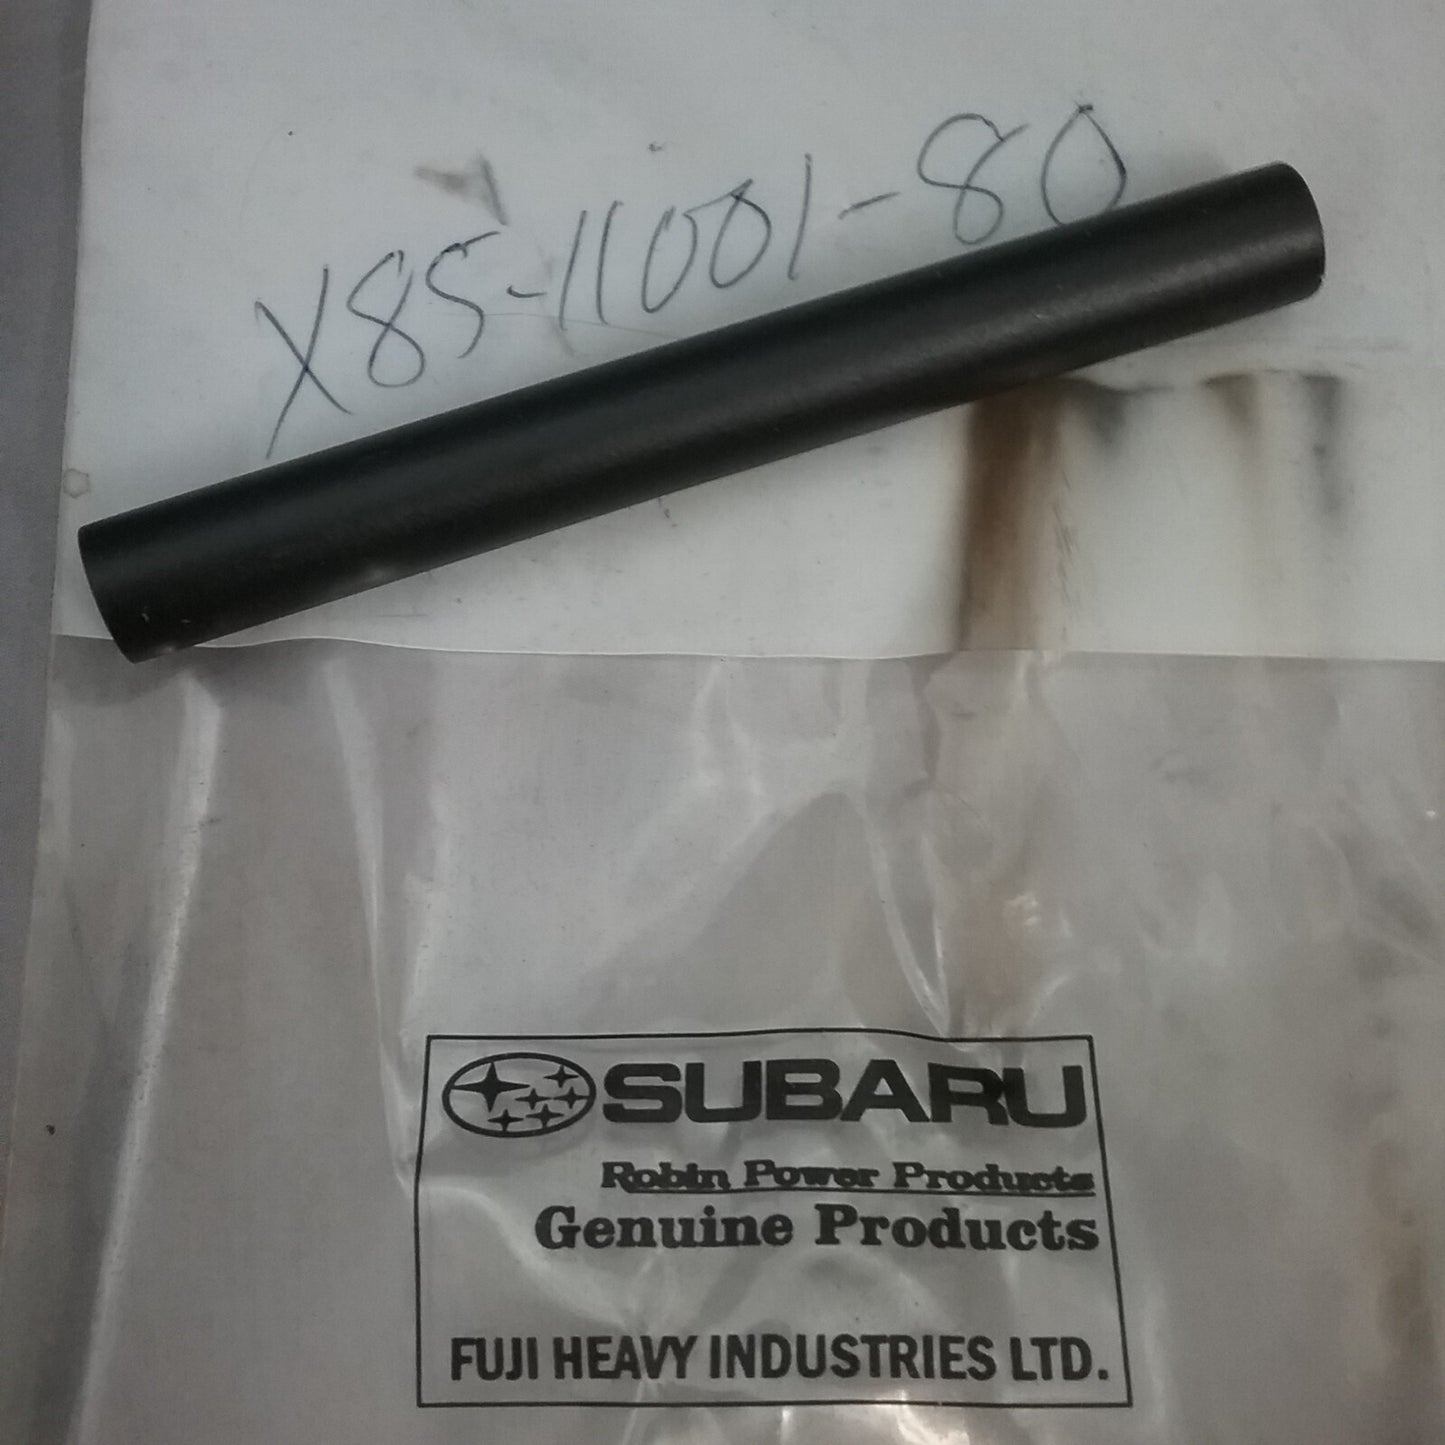 X85-11001-80
SUBARU
Robin Power Products
Genuine Products
FUJI HEAVY INDUSTRIES LTD.